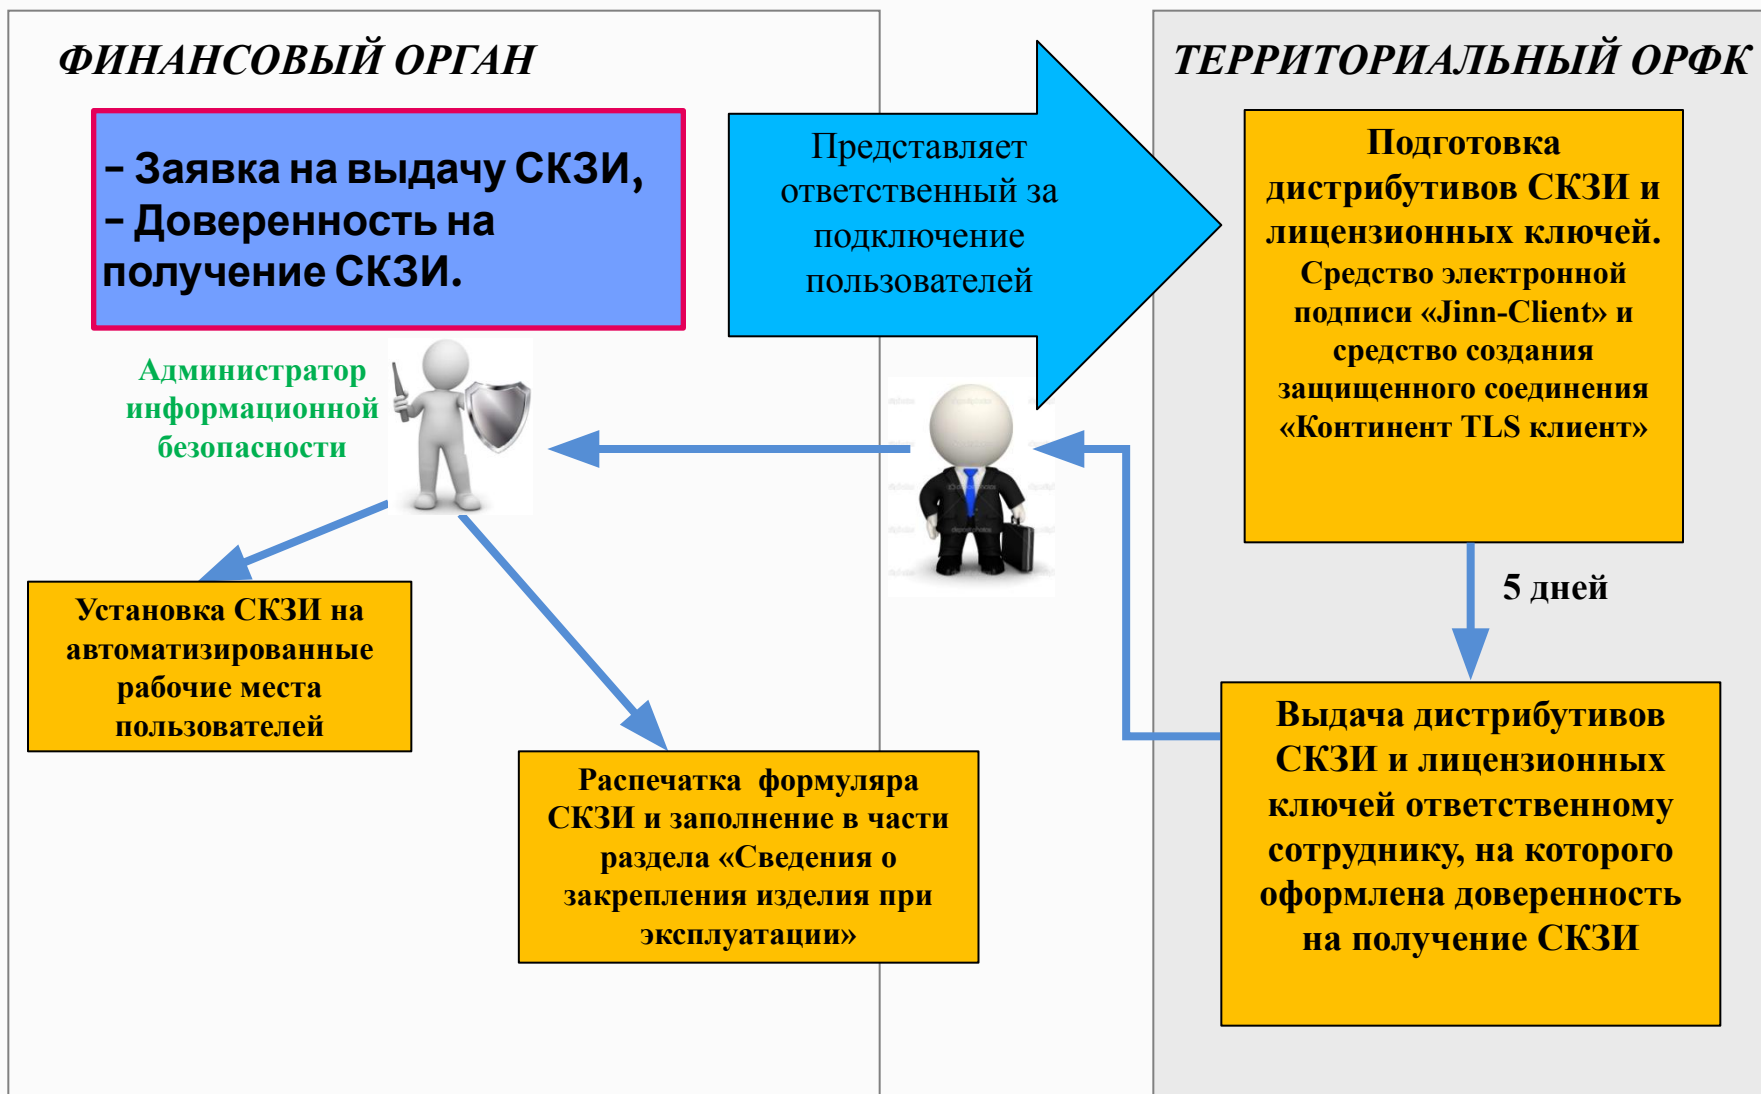 ФИНАНСОВЫЙ ОРГАН
– Заявка на выдачу СКЗИ,
– Доверенность на
получение СКЗИ.
Представляет
ответственный за
подключение
пользователей
ТЕРРИТОРИАЛЬНЫЙ ОРФК
Подготовка
дистрибутивов СКЗИ и
лицензионных ключей.
Средство электронной
подписи «Jinn-Client» и
средство создания
защищенного соединения
«Континент TLS клиент»
Администратор
информационной
безопасности
5 дней
Установка СКЗИ на
автоматизированные
рабочие места
пользователей
Распечатка формуляра
СКЗИ и заполнение в части
раздела «Сведения о
закрепления изделия при
эксплуатации»
Выдача дистрибутивов
СКЗИ и лицензионных
ключей ответственному
сотруднику, на которого
оформлена доверенность
на получение СКЗИ